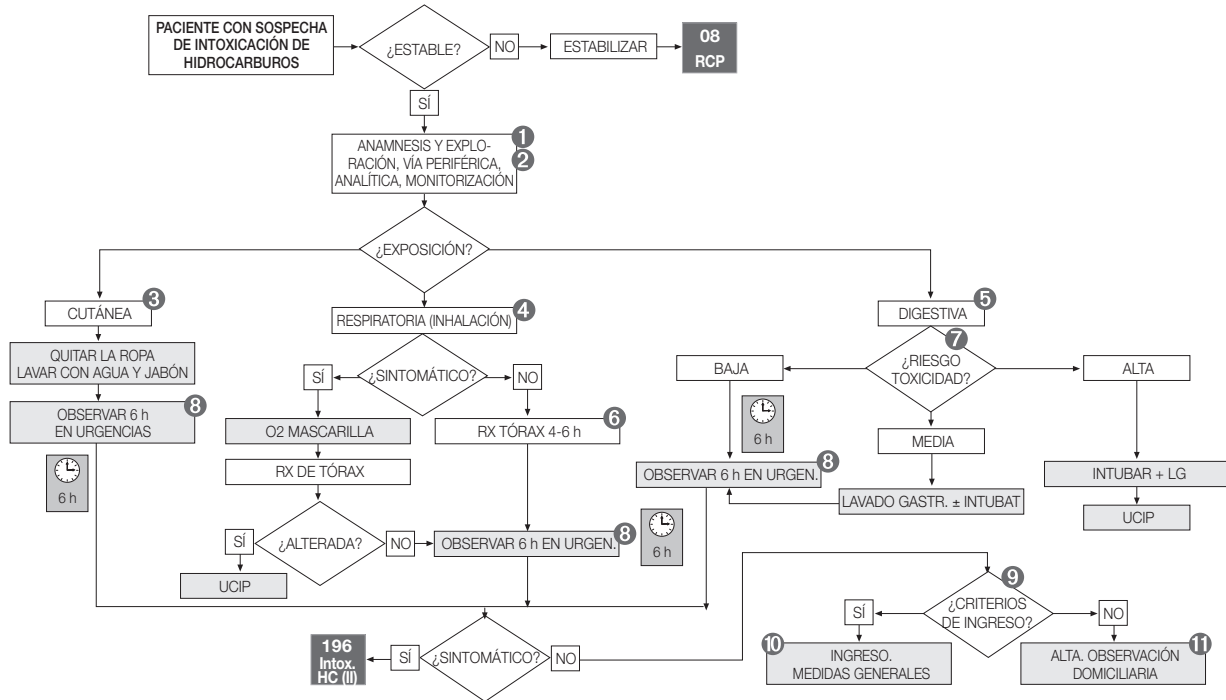 PACIENTE CON SOSPECHA
DE INTOXICACIÓN DE
HIDROCARBUROS
¿ESTABLE?
NO
ESTABILIZAR
08
RCP
SÍ
ANAMNESIS Y EXPLO-
RACIÓN, VÍA PERIFÉRICA,
ANALÍTICA, MONITORIZACIÓN
1
2
¿EXPOSICIÓN?
3
CUTÁNEA
QUITAR LA ROPA
LAVAR CON AGUA Y JABÓN
OBSERVAR 6 h
EN URGENCIAS
8
6 h
4
RESPIRATORIA (INHALACIÓN)
¿SINTOMÁTICO?
SÍ
NO
O2 MASCARILLA
RX DE TÓRAX
6
RX TÓRAX 4-6 h
¿ALTERADA?
SÍ
NO
UCIP
OBSERVAR 6 h EN URGEN.
8
6 h
5
DIGESTIVA
7
¿RIESGO
TOXICIDAD?
BAJA
6 h
OBSERVAR 6 h EN URGEN.
8
MEDIA
LAVADO GASTR. ± INTUBAT
ALTA
INTUBAR + LG
UCIP
¿SINTOMÁTICO?
SÍ
NO
196
Intox.
HC (II)
9
¿CRITERIOS
DE INGRESO?
SÍ
NO
10
INGRESO.
MEDIDAS GENERALES
11
ALTA. OBSERVACIÓN
DOMICILIARIA